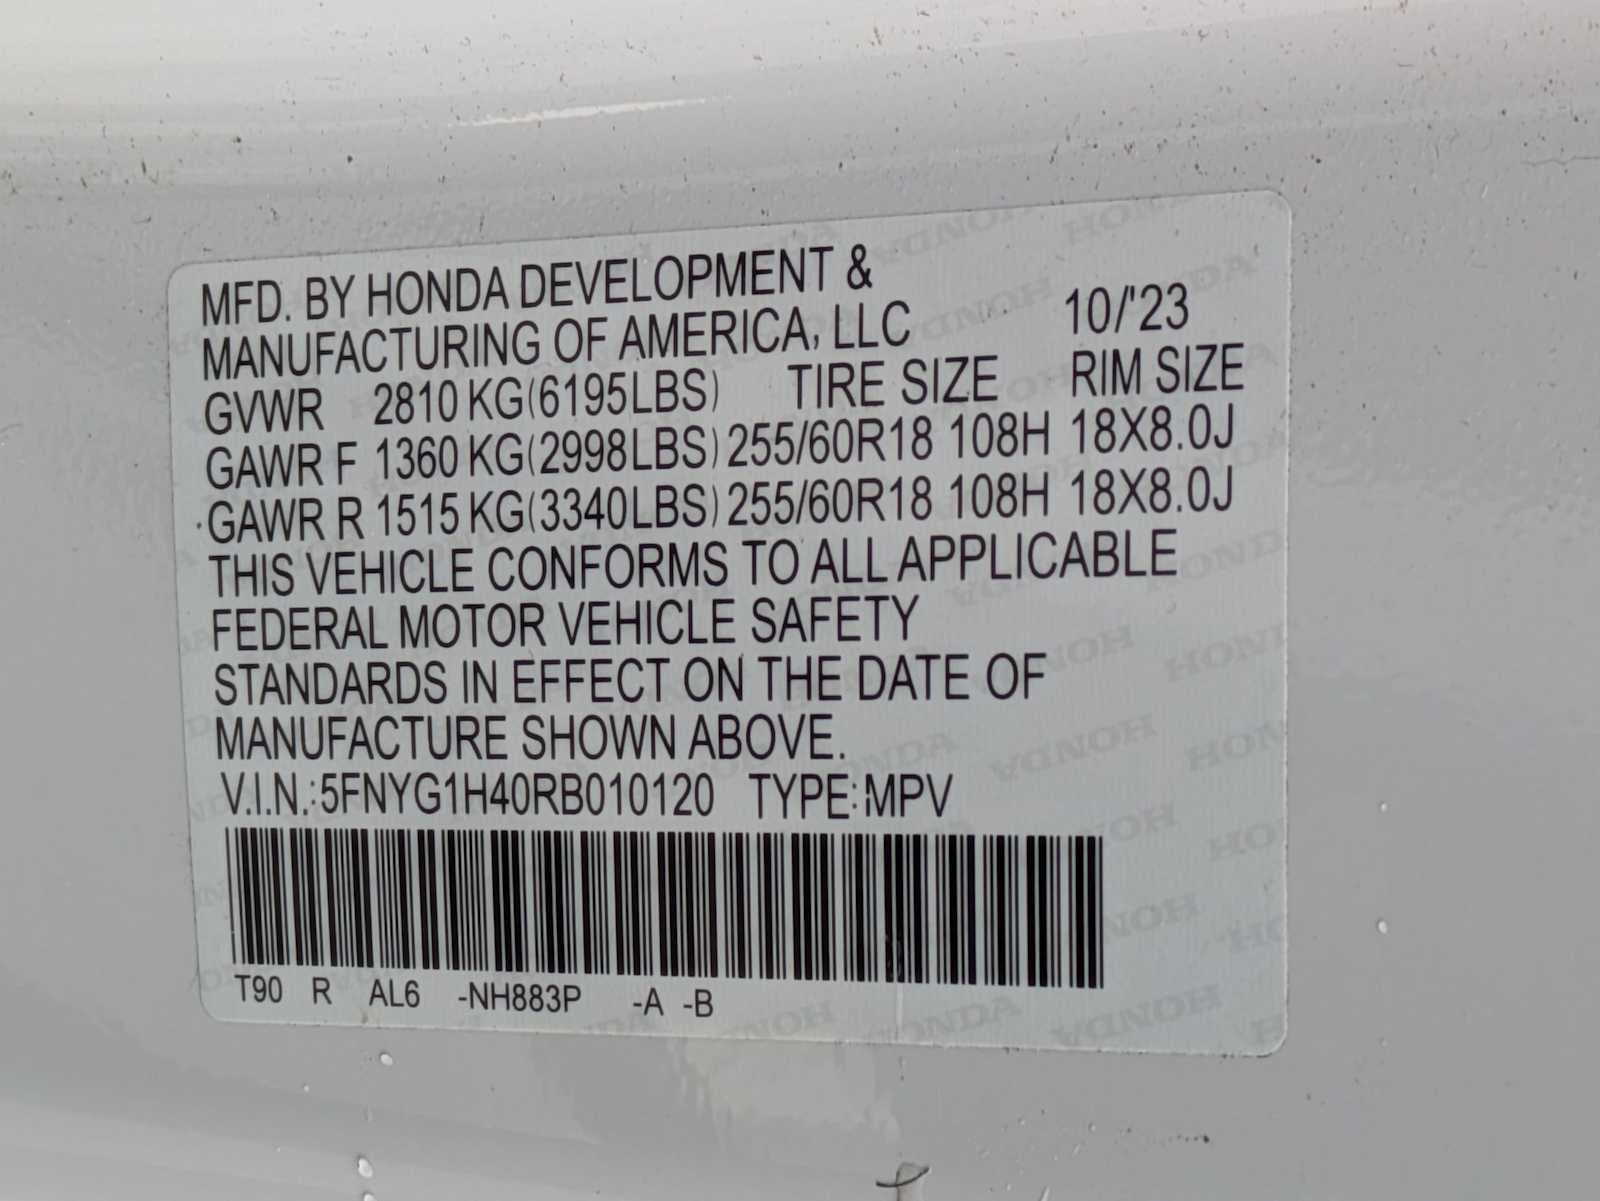 MFD. BY HONDA DEVELOPMENT &
MANUFACTURING OF AMERICA, LLC 10/'23
GVWR 2810 KG(6195LBS) TIRE SIZE RIM SIZE
GAWR F 1360 KG(2998LBS) 255/60R18 108H 18X8.0J
GAWR R 1515 KG(3340LBS) 255/60R18 108H 18X8.0J
THIS VEHICLE CONFORMS TO ALL APPLICABLE
FEDERAL MOTOR VEHICLE SAFETY
STANDARDS IN EFFECT ON THE DATE OF
MANUFACTURE SHOWN ABOVE.
V.I.N.:5FNYG1H40RB010120 TYPE:MPV
T90 R AL6 -NH883P -A -B